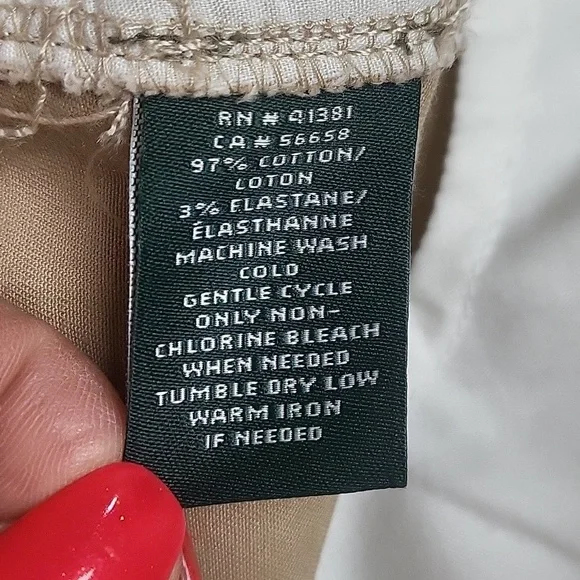 RN # 41381
CA # 56658
97% COTTON/
COTON
3% ELASTANE/
ÉLASTHANNE
MACHINE WASH
COLD
GENTLE CYCLE
ONLY NON-
CHLORINE BLEACH
WHEN NEEDED
TUMBLE DRY LOW
WARM IRON
IF NEEDED